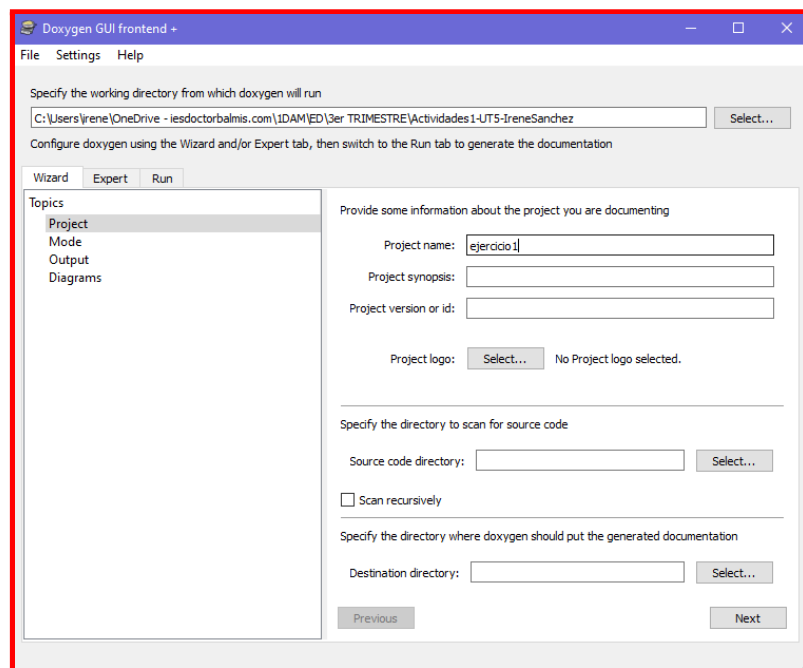 Doxygen GUI frontend +
File Settings Help
Specify the working directory from which doxygen will run
C:\Users\irene\OneDrive - iesdoctorbalmis.com\1DAM\ED\3er TRIMESTRE\Actividades1-UT5-IreneSanchez
Select...
Configure doxygen using the Wizard and/or Expert tab, then switch to the Run tab to generate the documentation
Wizard Expert Run
Topics
Project
Mode
Output
Diagrams
Provide some information about the project you are documenting
Project name: ejercicio1
Project synopsis:
Project version or id:
Project logo: Select... No Project logo selected.
Specify the directory to scan for source code
Source code directory: Select...
Scan recursively
Specify the directory where doxygen should put the generated documentation
Destination directory: Select...
Previous Next